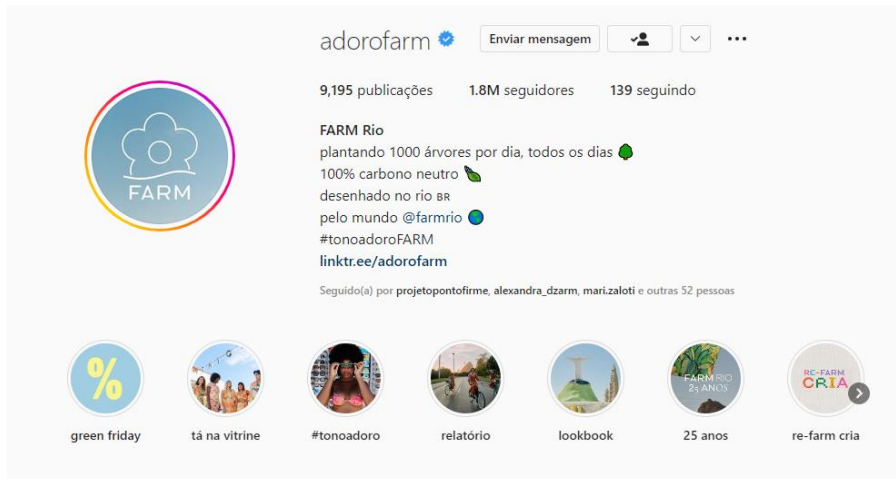 adorofarm
Enviar mensagem
9,195 publicações 1.8M seguidores 139 seguindo
FARM
FARM Rio
plantando 1000 árvores por dia, todos os dias 🌳
100% carbono neutro 🍃
desenhado no rio BR
pelo mundo @farmrio 🌎
#tonoadoroFARM
linktr.ee/adorofarm
Seguido(a) por projetopontofirme, alexandra_dzarm, mari.zaloti e outras 52 pessoas
%
FARM RIO
25 ANOS
RE-FARM
CRIA
green friday tá na vitrine #tonoadoro relatório lookbook 25 anos re-farm cria